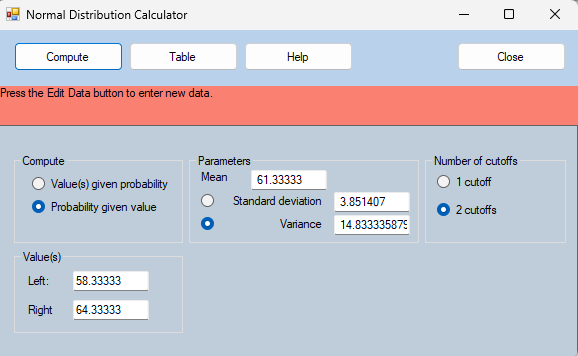 Normal Distribution Calculator
Compute Table Help Close
Press the Edit Data button to enter new data.
Compute
Value(s) given probability
Probability given value
Parameters
Mean 61.33333
Standard deviation 3.851407
Variance 14.833335879
Number of cutoffs
1 cutoff
2 cutoffs
Value(s)
Left: 58.33333
Right 64.33333